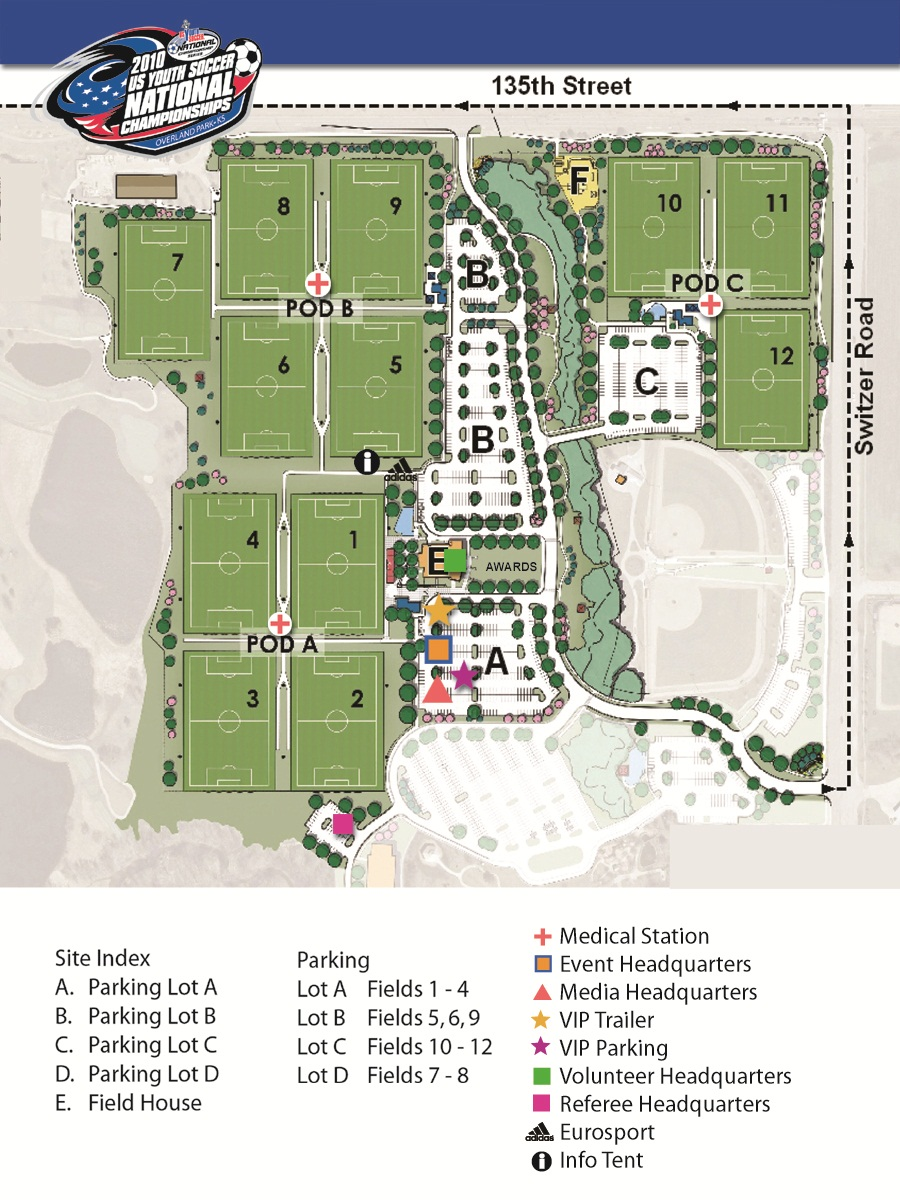 2010
US YOUTH SOCCER
NATIONAL
CHAMPIONSHIPS
OVERLAND PARK • KS
135th Street
Switzer Road
8
9
7
POD B
6
5
B
B
F
10
11
POD C
12
C
adidas
4
1
E
AWARDS
POD A
3
2
A
Site Index
A. Parking Lot A
B. Parking Lot B
C. Parking Lot C
D. Parking Lot D
E. Field House
Parking
Lot A Fields 1 - 4
Lot B Fields 5, 6, 9
Lot C Fields 10 - 12
Lot D Fields 7 - 8
Medical Station
Event Headquarters
Media Headquarters
VIP Trailer
VIP Parking
Volunteer Headquarters
Referee Headquarters
adidas Eurosport
i Info Tent